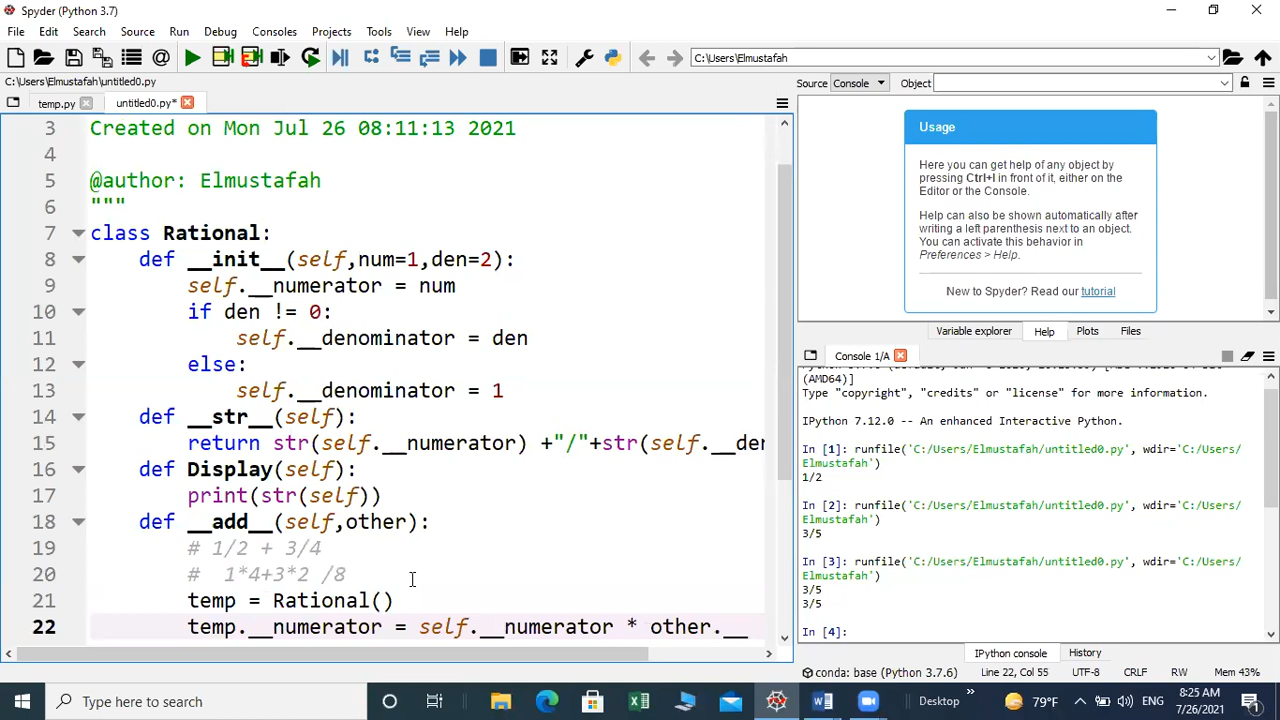 Spyder (Python 3.7)
File Edit Search Source Run Debug Consoles Projects Tools View Help
C:\Users\Elmustafah
C:\Users\Elmustafah\untitled0.py
temp.py untitled0.py*
3 Created on Mon Jul 26 08:11:13 2021
4
5 @author: Elmustafah
6 """
7 class Rational:
8 def __init__(self,num=1,den=2):
9 self.__numerator = num
10 if den != 0:
11 self.__denominator = den
12 else:
13 self.__denominator = 1
14 def __str__(self):
15 return str(self.__numerator) +"/"+str(self.__den
16 def Display(self):
17 print(str(self))
18 def __add__(self,other):
19 # 1/2 + 3/4
20 # 1*4+3*2 /8
21 temp = Rational()
22 temp.__numerator = self.__numerator * other.__
Source Console Object
Usage
Here you can get help of any object by
pressing Ctrl+I in front of it, either on the
Editor or the Console.
Help can also be shown automatically after
writing a left parenthesis next to an object.
You can activate this behavior in
Preferences > Help.
New to Spyder? Read our tutorial
Variable explorer Help Plots Files
Console 1/A
(AMD64)]
Type "copyright", "credits" or "license" for more information.
IPython 7.12.0 -- An enhanced Interactive Python.
In [1]: runfile('C:/Users/Elmustafah/untitled0.py', wdir='C:/Users/
Elmustafah')
1/2
In [2]: runfile('C:/Users/Elmustafah/untitled0.py', wdir='C:/Users/
Elmustafah')
3/5
In [3]: runfile('C:/Users/Elmustafah/untitled0.py', wdir='C:/Users/
Elmustafah')
3/5
3/5
In [4]:
IPython console History
conda: base (Python 3.7.6) Line 22, Col 55 UTF-8 CRLF RW Mem 43%
Type here to search
Desktop
79°F
ENG
8:25 AM
7/26/2021